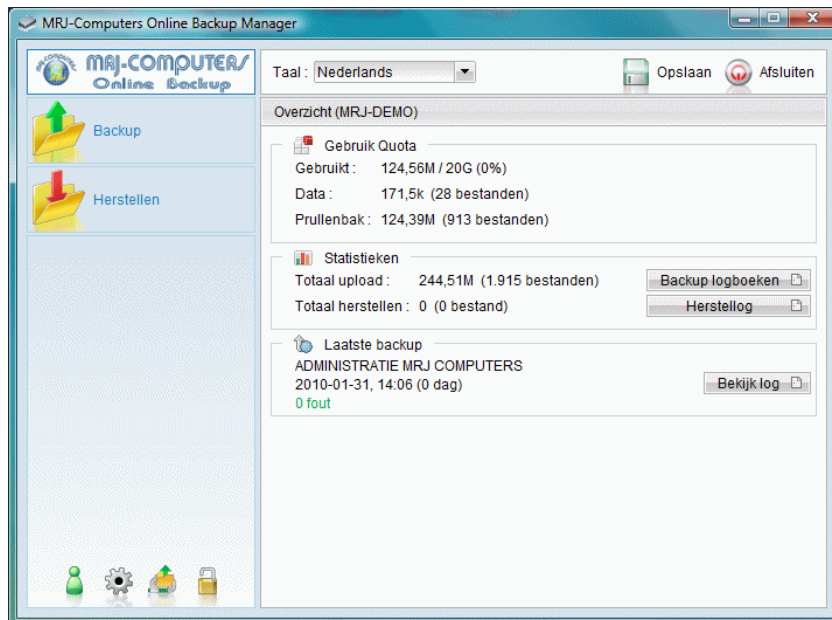 MRJ-Computers Online Backup Manager
MRJ-COMPUTERS
Online Backup
Taal : Nederlands
Opslaan
Afsluiten
Backup
Herstellen
Overzicht (MRJ-DEMO)
Gebruik Quota
Gebruikt : 124,56M / 20G (0%)
Data : 171,5k (28 bestanden)
Prullenbak : 124,39M (913 bestanden)
Statistieken
Totaal upload : 244,51M (1.915 bestanden)
Backup logboeken
Totaal herstellen : 0 (0 bestand)
Herstellog
Laatste backup
ADMINISTRATIE MRJ COMPUTERS
2010-01-31, 14:06 (0 dag)
Bekijk log
0 fout